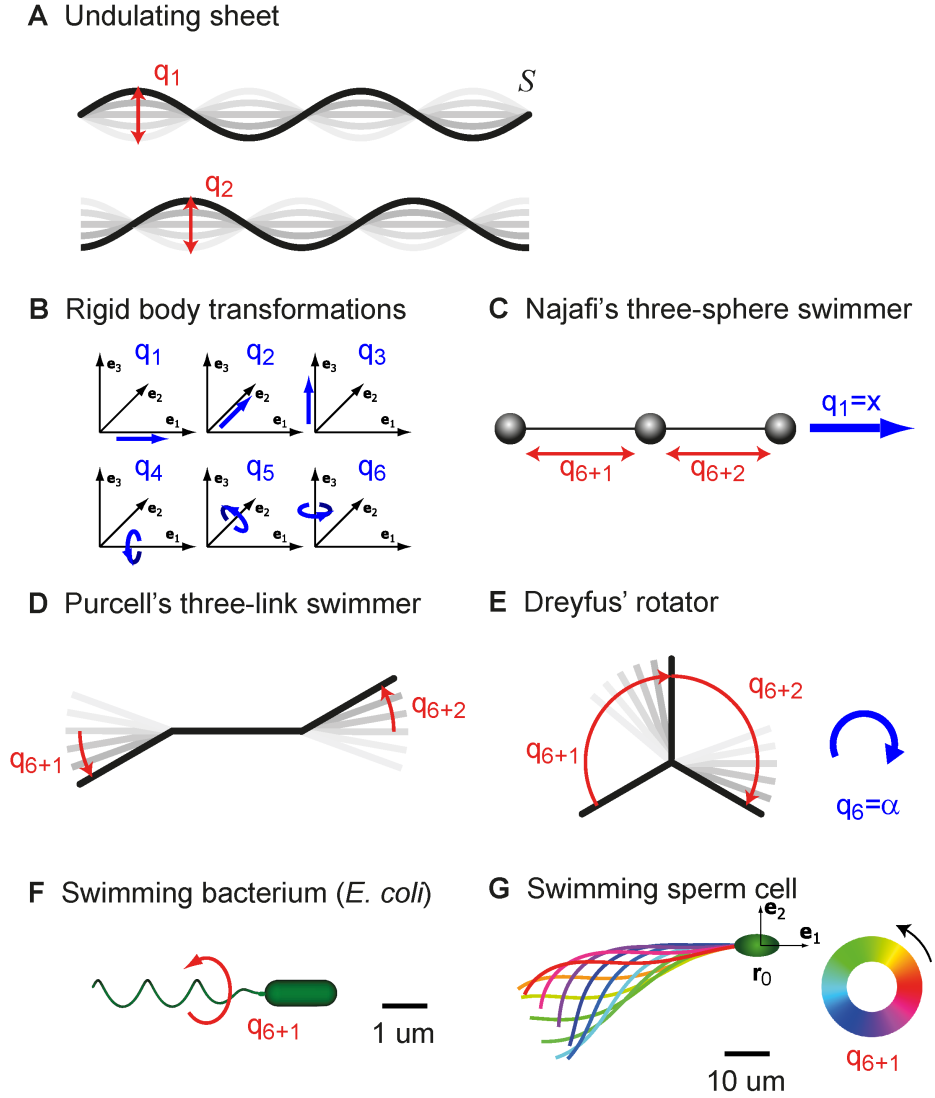 A Undulating sheet
q1
S
q2
B Rigid body transformations
q1 q2 q3
e3 e3 e3
e2 e2 e2
e1 e1 e1
q4 q5 q6
e3 e3 e3
e2 e2 e2
e1 e1 e1
C Najafi’s three-sphere swimmer
q1=x
q6+1 q6+2
D Purcell’s three-link swimmer
q6+2
q6+1
E Dreyfus’ rotator
q6+2
q6+1
q6=α
F Swimming bacterium (E. coli)
q6+1
1 um
G Swimming sperm cell
e2
e1
r0
q6+1
10 um